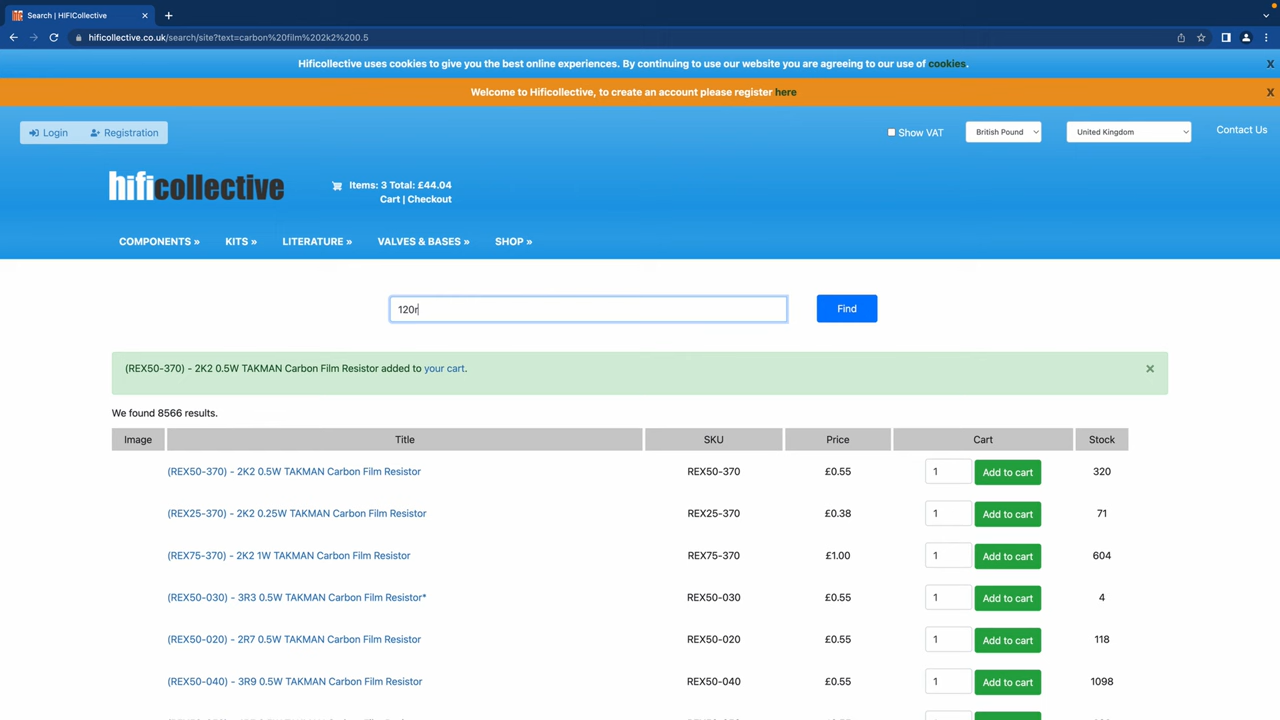 Search | HIFICollective
hificollective.co.uk/search/site?text=carbon%20film%202k2%200.5
Hificollective uses cookies to give you the best online experiences. By continuing to use our website you are agreeing to our use of cookies. X
Welcome to Hificollective, to create an account please register here X
Login Registration Show VAT British Pound United Kingdom Contact Us
hificollective
Items: 3 Total: £44.04
Cart | Checkout
COMPONENTS » KITS » LITERATURE » VALVES & BASES » SHOP »
120r Find
(REX50-370) - 2K2 0.5W TAKMAN Carbon Film Resistor added to your cart. ×
We found 8566 results.
Image Title SKU Price Cart Stock
(REX50-370) - 2K2 0.5W TAKMAN Carbon Film Resistor REX50-370 £0.55 1 Add to cart 320
(REX25-370) - 2K2 0.25W TAKMAN Carbon Film Resistor REX25-370 £0.38 1 Add to cart 71
(REX75-370) - 2K2 1W TAKMAN Carbon Film Resistor REX75-370 £1.00 1 Add to cart 604
(REX50-030) - 3R3 0.5W TAKMAN Carbon Film Resistor* REX50-030 £0.55 1 Add to cart 4
(REX50-020) - 2R7 0.5W TAKMAN Carbon Film Resistor REX50-020 £0.55 1 Add to cart 118
(REX50-040) - 3R9 0.5W TAKMAN Carbon Film Resistor REX50-040 £0.55 1 Add to cart 1098